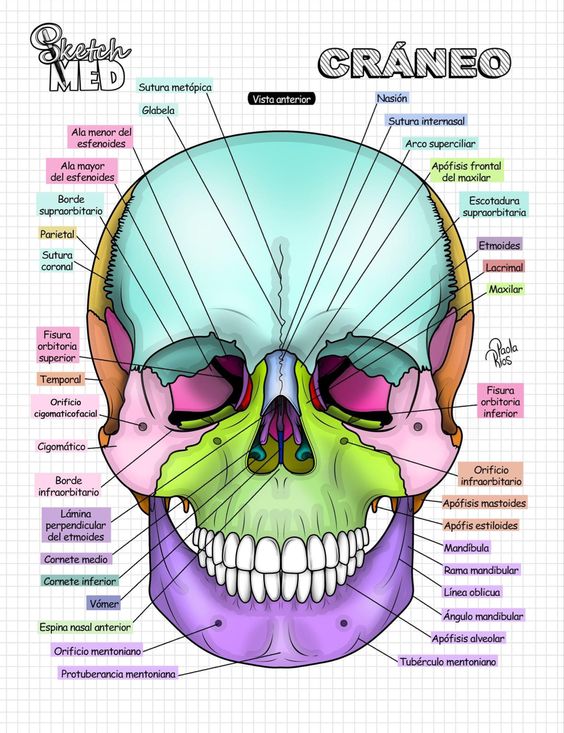 Sketch
MED
CRÁNEO
Vista anterior
Sutura metópica
Glabela
Ala menor del
esfenoides
Ala mayor
del esfenoides
Borde
supraorbitario
Parietal
Sutura
coronal
Fisura
orbitoria
superior
Temporal
Orificio
cigomaticofacial
Cigomático
Borde
infraorbitario
Lámina
perpendicular
del etmoides
Cornete medio
Cornete inferior
Vómer
Espina nasal anterior
Orificio mentoniano
Protuberancia mentoniana
Nasión
Sutura internasal
Arco superciliar
Apófisis frontal
del maxilar
Escotadura
supraorbitaria
Etmoides
Lacrimal
Maxilar
Paola
Ríos
Fisura
orbitoria
inferior
Orificio
infraorbitario
Apófisis mastoides
Apófis estiloides
Mandíbula
Rama mandibular
Línea oblicua
Ángulo mandibular
Apófisis alveolar
Tubérculo mentoniano